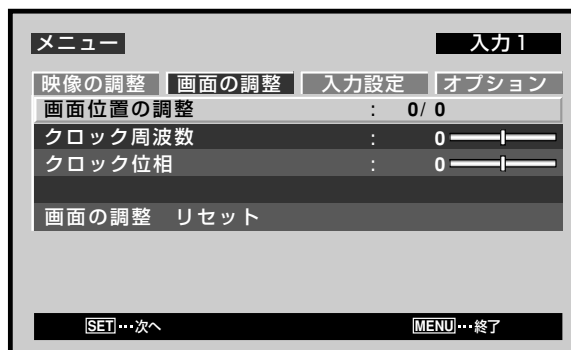 メニュー 入力1
映像の調整 画面の調整 入力設定 オプション
画面位置の調整 : 0/ 0
クロック周波数 : 0
クロック位相 : 0
画面の調整 リセット
SET…次へ MENU…終了